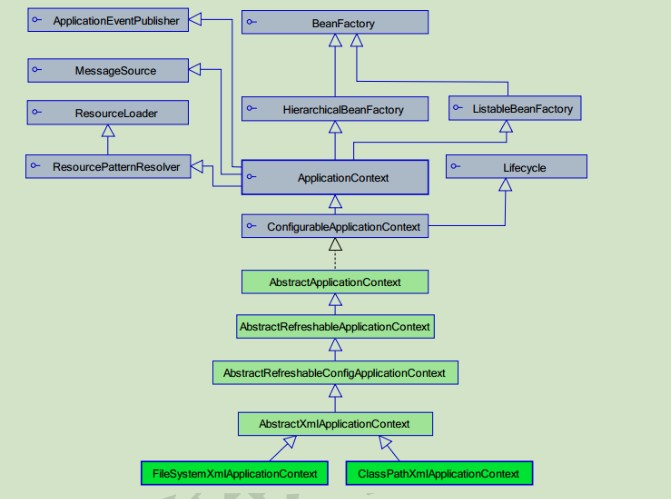 ApplicationEventPublisher
BeanFactory
MessageSource
ResourceLoader
HierarchicalBeanFactory
ListableBeanFactory
ResourcePatternResolver
ApplicationContext
Lifecycle
ConfigurableApplicationContext
AbstractApplicationContext
AbstractRefreshableApplicationContext
AbstractRefreshableConfigApplicationContext
AbstractXmlApplicationContext
FileSystemXmlApplicationContext
ClassPathXmlApplicationContext